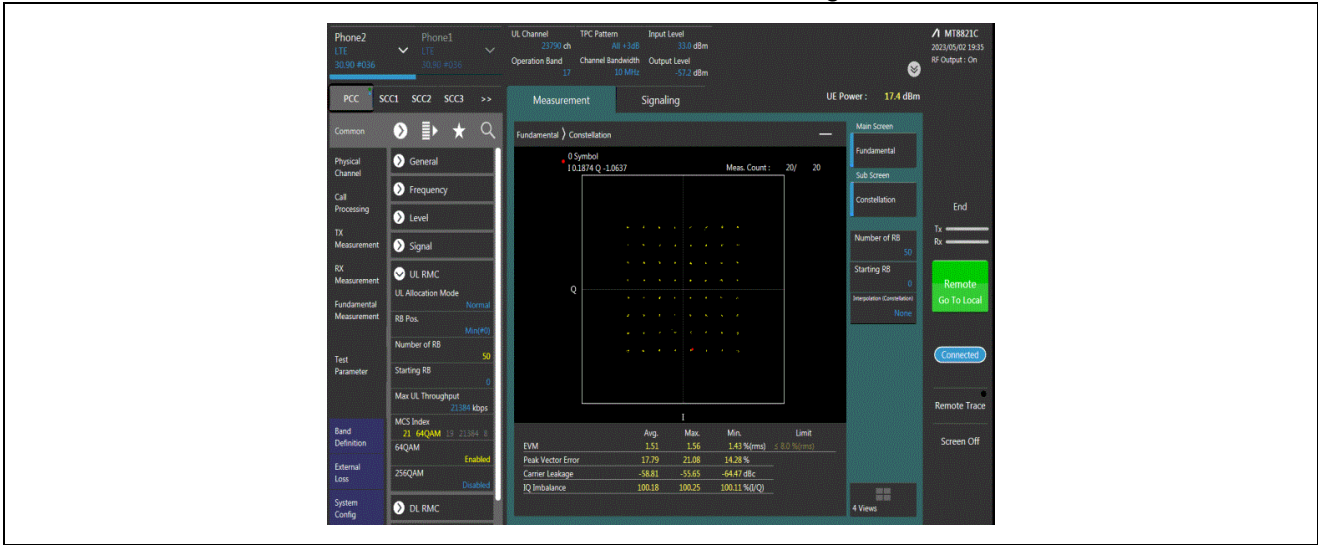 Phone2
LTE
30.90 #036
Phone1
LTE
30.90 #036
UL Channel
23790 ch
TPC Pattern
All +3dB
Input Level
33.0 dBm
Operation Band
17
Channel Bandwidth
10 MHz
Output Level
-57.2 dBm
MT8821C
2023/05/02 19:35
RF Output : On
PCC SCC1 SCC2 SCC3 >>
Measurement
Signaling
UE Power : 17.4 dBm
Common
Physical
Channel
Call
Processing
TX
Measurement
RX
Measurement
Fundamental
Measurement
Test
Parameter
Band
Definition
External
Loss
System
Config
General
Frequency
Level
Signal
UL RMC
UL Allocation Mode
Normal
RB Pos.
Min(#0)
Number of RB
50
Starting RB
0
Max UL Throughput
21384 kbps
MCS Index
21 64QAM 19 21384 8
64QAM
Enabled
256QAM
Disabled
DL RMC
Fundamental 〉 Constellation
0 Symbol
I 0.1874 Q -1.0637
Meas. Count : 20/ 20
Q
I
Avg. Max. Min. Limit
EVM 1.51 1.56 1.43 %(rms) ≤ 8.0 %(rms)
Peak Vector Error 17.79 21.08 14.28 %
Carrier Leakage -58.81 -55.65 -64.47 dBc
IQ Imbalance 100.18 100.25 100.11 %(I/Q)
Main Screen
Fundamental
Sub Screen
Constellation
Number of RB
50
Starting RB
0
Interpolation (Constellation)
None
4 Views
End
Tx
Rx
Remote
Go To Local
Connected
Remote Trace
Screen Off